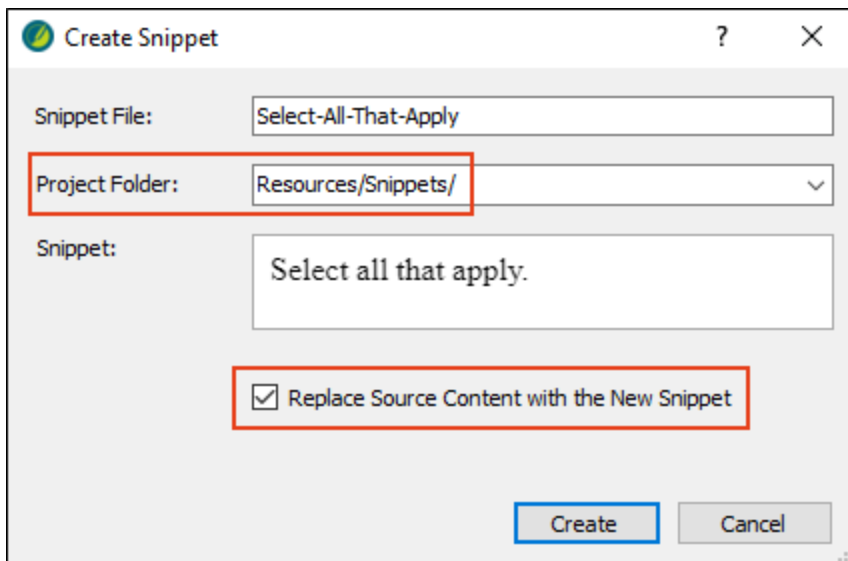 Create Snippet ?
Snippet File: Select-All-That-Apply
Project Folder: Resources/Snippets/
Snippet: Select all that apply.
Replace Source Content with the New Snippet
Create Cancel